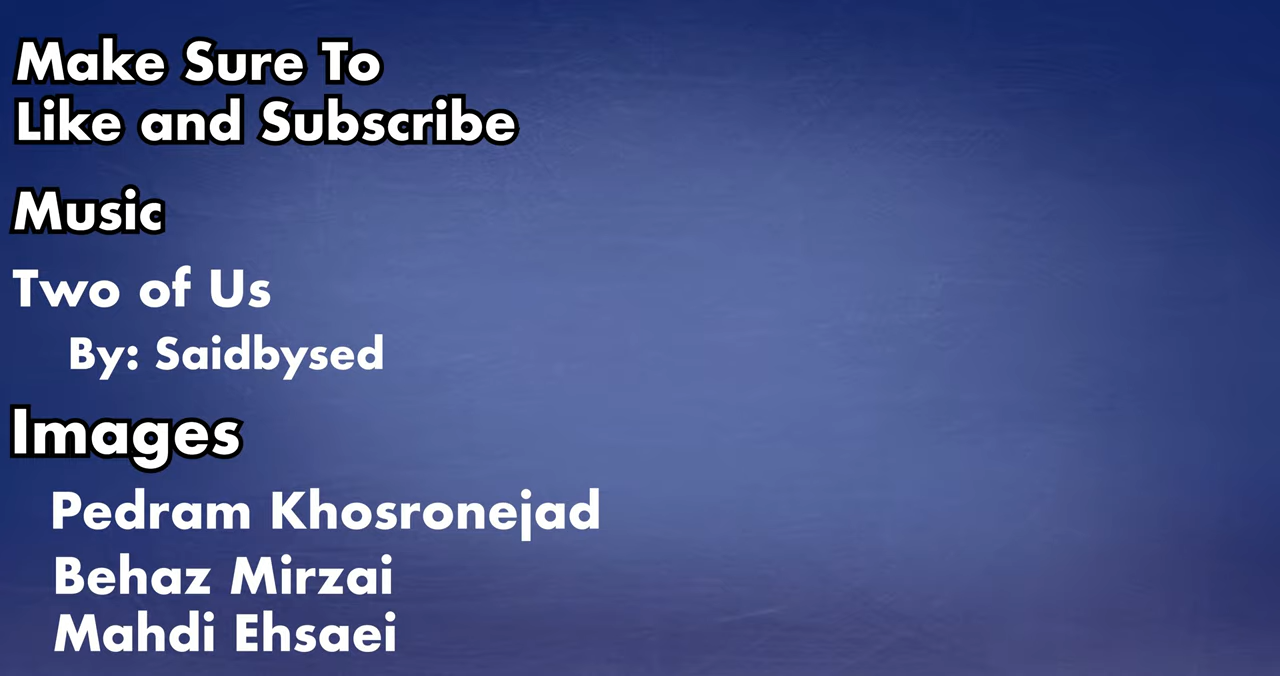 Make Sure To
Like and Subscribe
Music
Two of Us
By: Saidbysed
Images
Pedram Khosronejad
Behaz Mirzai
Mahdi Ehsaei